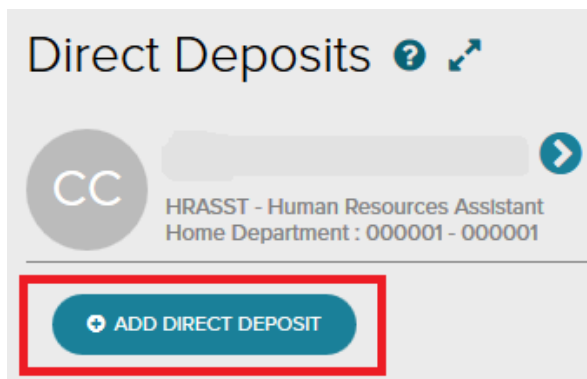 Direct Deposits ?
CC
HRASST - Human Resources Assistant
Home Department : 000001 - 000001
ADD DIRECT DEPOSIT